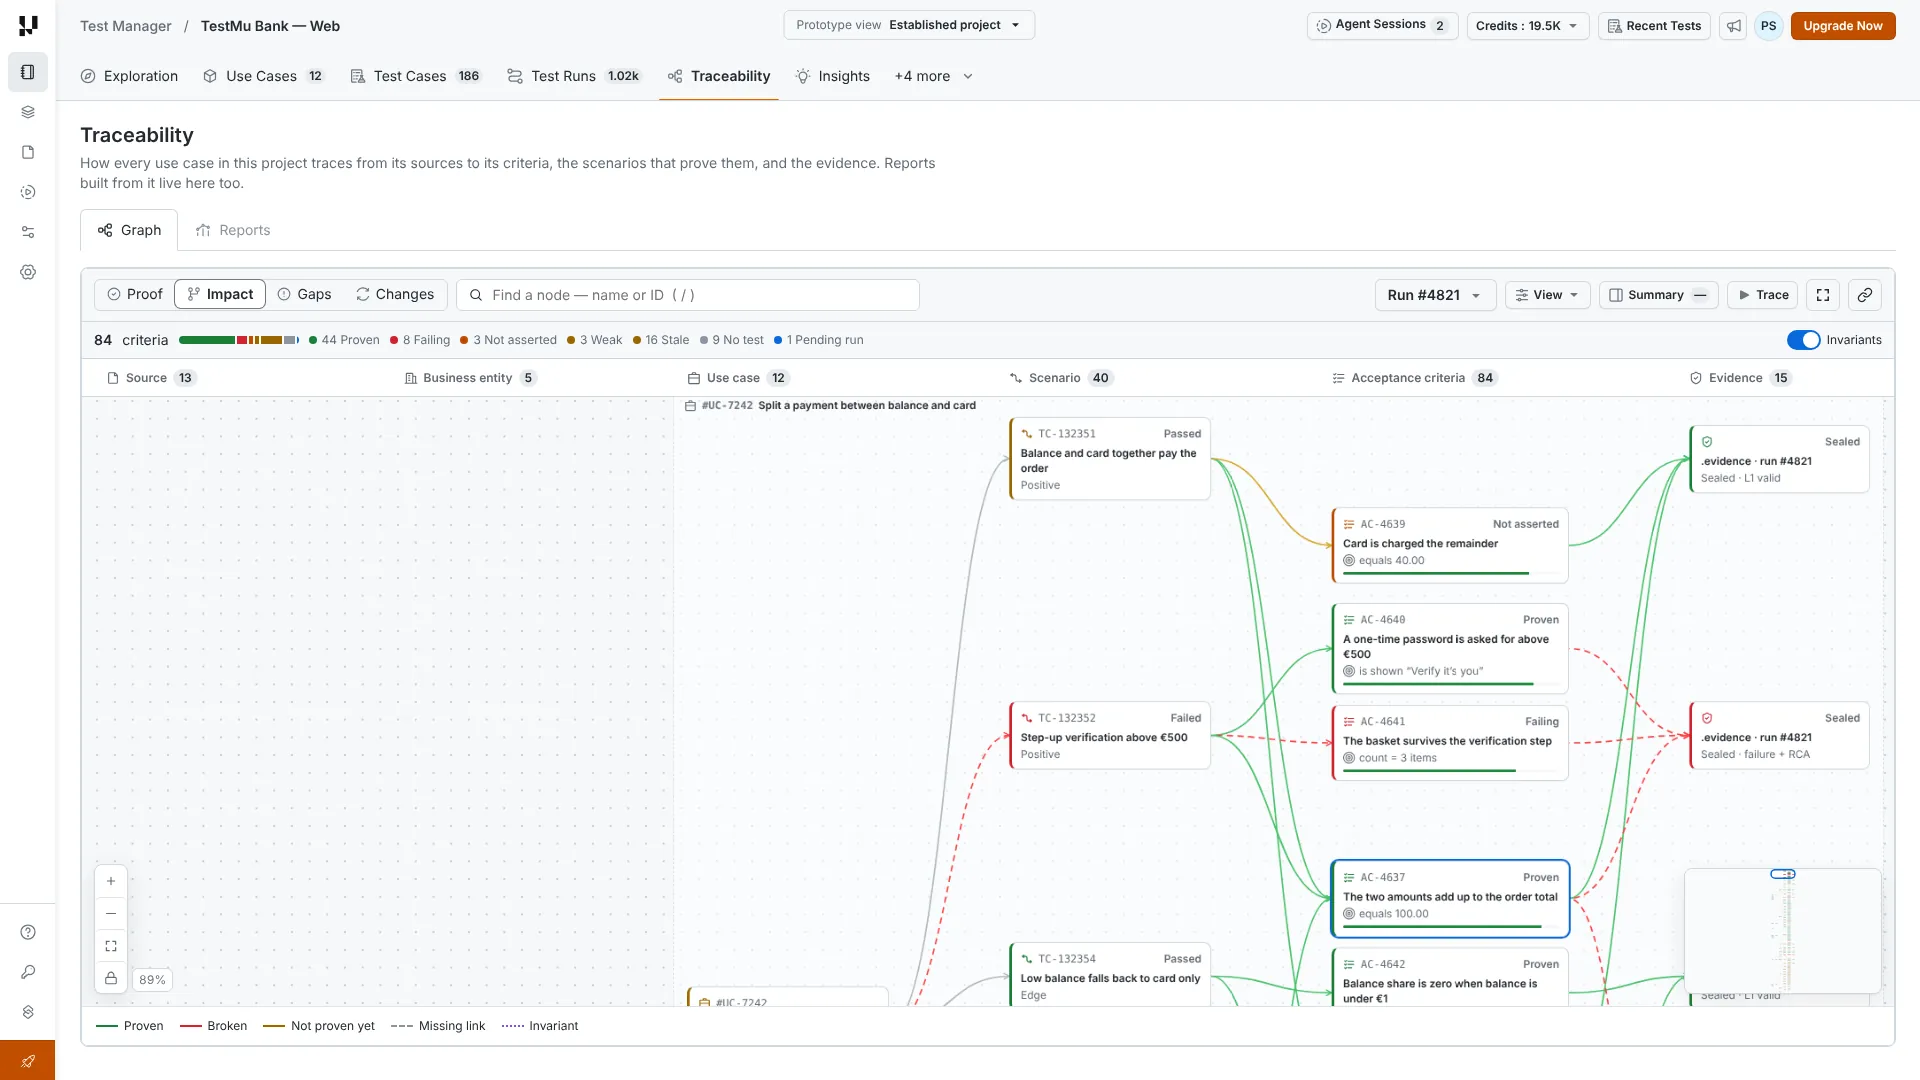 Test Manager / TestMu Bank — Web
Prototype view Established project
Agent Sessions 2
Credits : 19.5K
Recent Tests
PS
Upgrade Now
Exploration
Use Cases 12
Test Cases 186
Test Runs 1.02k
Traceability
Insights
+4 more
Traceability
How every use case in this project traces from its sources to its criteria, the scenarios that prove them, and the evidence. Reports
built from it live here too.
Graph
Reports
Proof
Impact
Gaps
Changes
Find a node — name or ID ( / )
Run #4821
View
Summary —
Trace
84 criteria
44 Proven
8 Failing
3 Not asserted
3 Weak
16 Stale
9 No test
1 Pending run
Invariants
Source 13
Business entity 5
Use case 12
Scenario 40
Acceptance criteria 84
Evidence 15
#UC-7242 Split a payment between balance and card
TC-132351 Passed
Balance and card together pay the
order
Positive
Sealed
.evidence · run #4821
Sealed · L1 valid
AC-4639 Not asserted
Card is charged the remainder
equals 40.00
AC-4640 Proven
A one-time password is asked for above
€500
is shown “Verify it’s you”
TC-132352 Failed
Step-up verification above €500
Positive
AC-4641 Failing
The basket survives the verification step
count = 3 items
Sealed
.evidence · run #4821
Sealed · failure + RCA
AC-4637 Proven
The two amounts add up to the order total
equals 100.00
TC-132354 Passed
Low balance falls back to card only
Edge
AC-4642 Proven
Balance share is zero when balance is
under €1
Sealed · L1 valid
#UC-7242
89%
Proven
Broken
Not proven yet
Missing link
Invariant